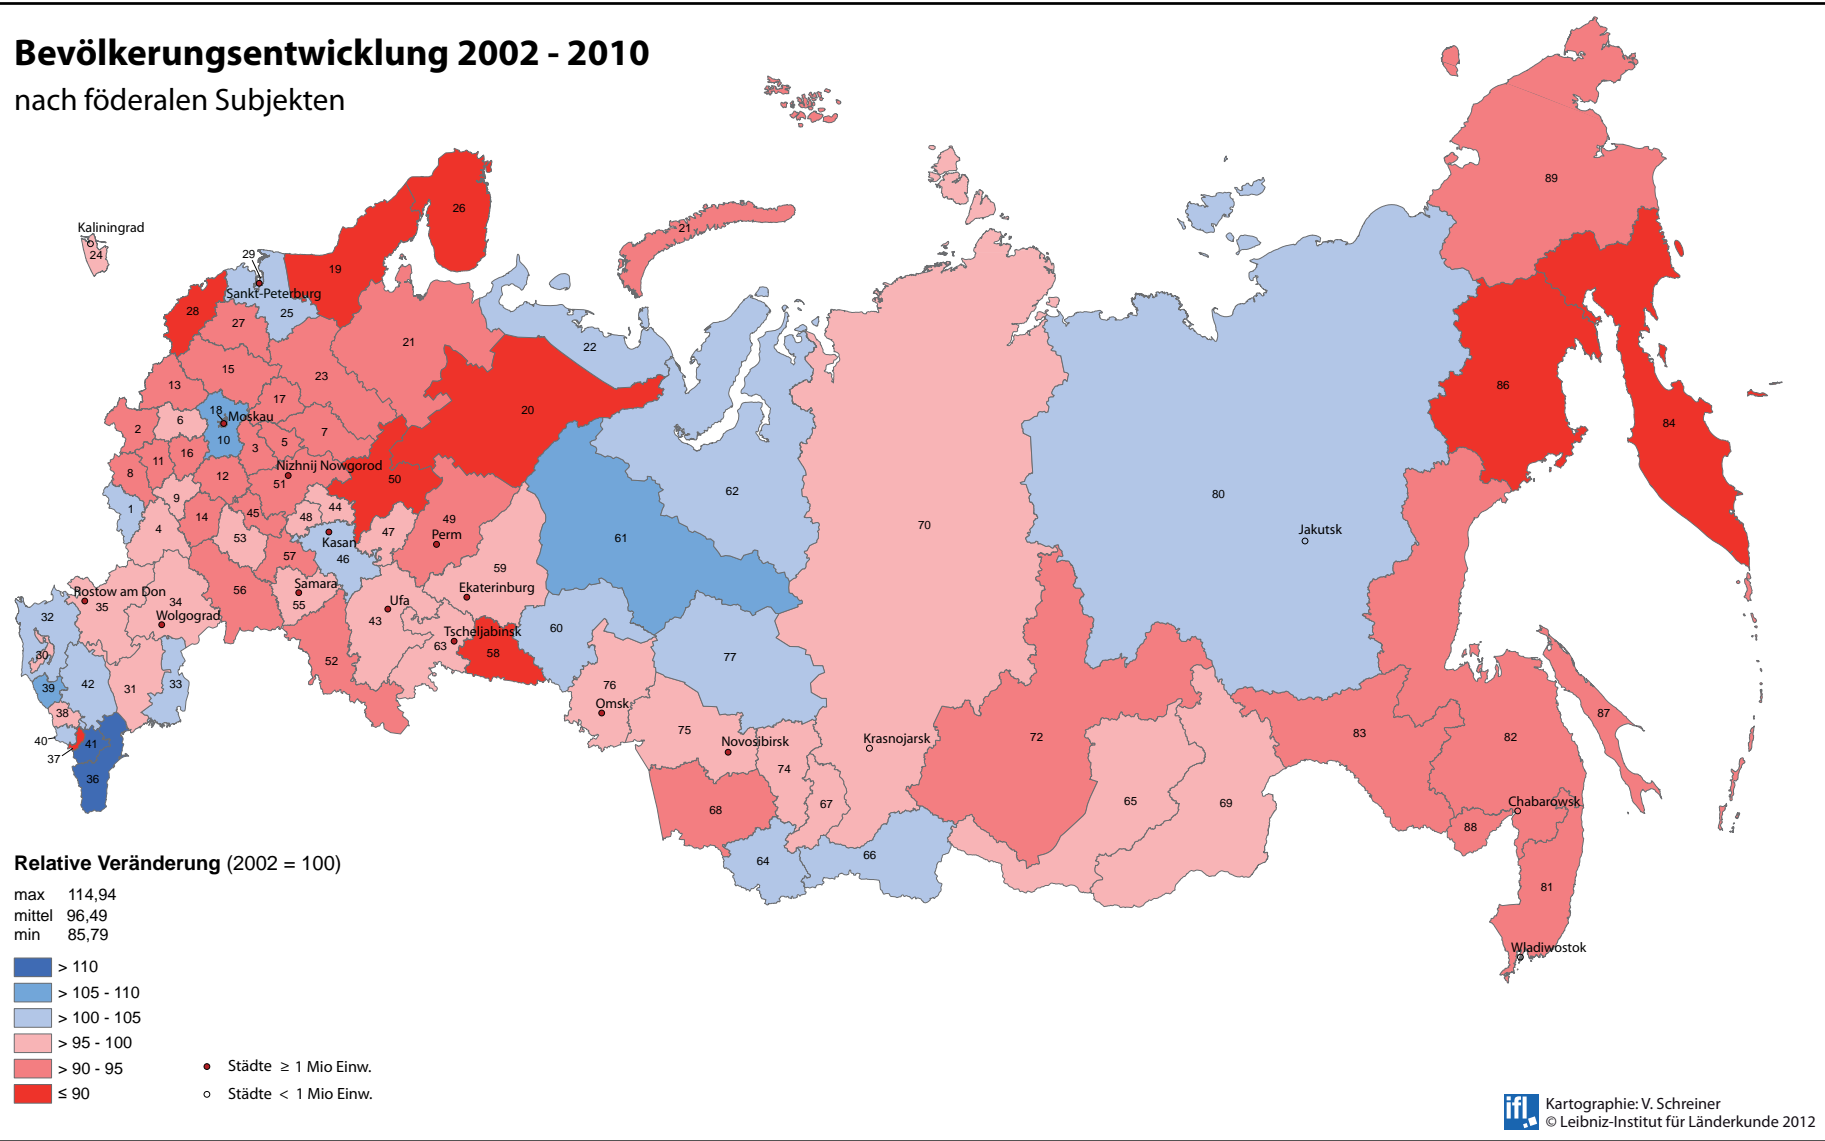 Bevölkerungsentwicklung 2002 - 2010
nach föderalen Subjekten
89
26
Kaliningrad
24
21
29
19
Sankt-Peterburg
28
27
25
21
22
15
23
13
17
20
86
84
18
Moskau
6
2
10
3
5
7
11
16
Nizhnij Nowgorod
8
12
51
50
62
80
9
1
14
45
48
44
4
53
49
47
Perm
61
70
Jakutsk
Kasan
46
57
59
Samara
55
56
Ekaterinburg
Rostow am Don
35
34
Wolgograd
Ufa
43
32
30
Tscheljabinsk
63
58
60
77
52
39
42
31
33
76
Omsk
38
40
41
37
36
75
Novosibirsk
74
Krasnojarsk
72
83
82
87
68
67
65
69
Chabarowsk
88
64
66
81
Wladiwostok
Relative Veränderung (2002 = 100)
max 114,94
mittel 96,49
min 85,79
> 110
> 105 - 110
> 100 - 105
> 95 - 100
> 90 - 95
≤ 90
Städte ≥ 1 Mio Einw.
Städte < 1 Mio Einw.
ifl
Kartographie: V. Schreiner
© Leibniz-Institut für Länderkunde 2012